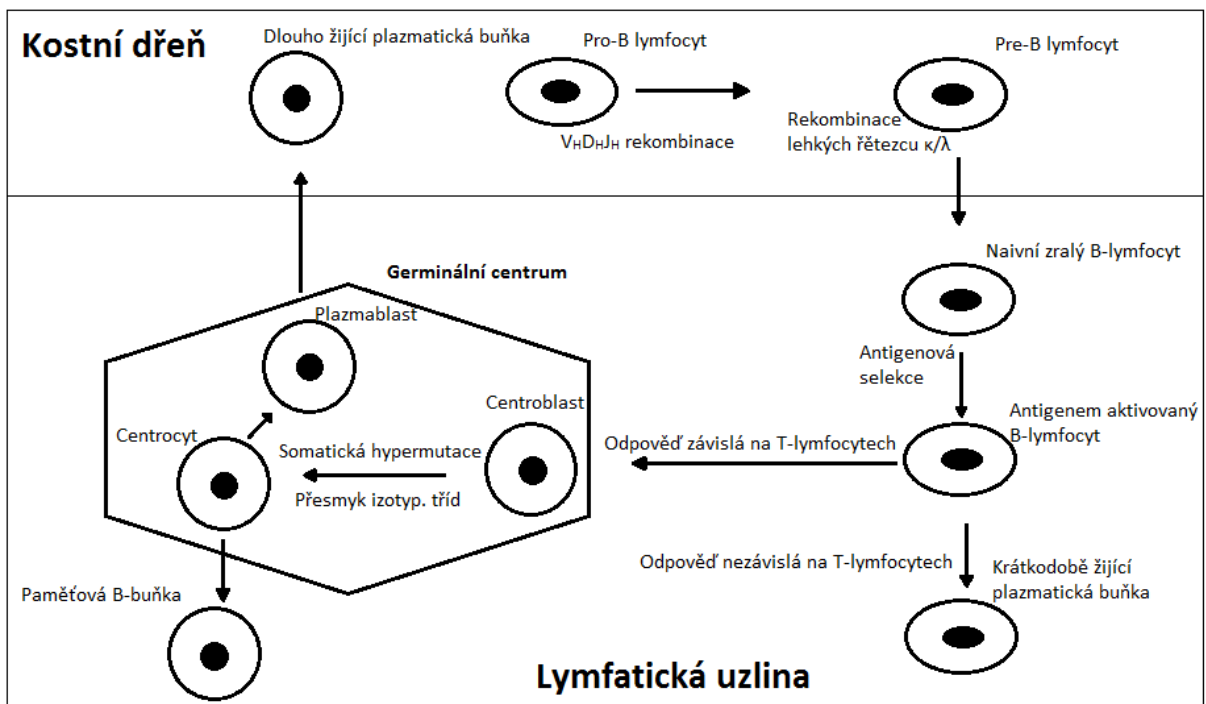 Kostní dřeň
Dlouho žijící plazmatická buňka
Pro-B lymfocyt
Pre-B lymfocyt
VHDHJH rekombinace
Rekombinace
lehkých řětezcu κ/λ
Germinální centrum
Plazmablast
Centroblast
Centrocyt
Somatická hypermutace
Přesmyk izotyp. tříd
Paměťová B-buňka
Naivní zralý B-lymfocyt
Antigenová
selekce
Antigenem aktivovaný
B-lymfocyt
Odpověď závislá na T-lymfocytech
Odpověď nezávislá na T-lymfocytech
Krátkodobě žijící
plazmatická buňka
Lymfatická uzlina